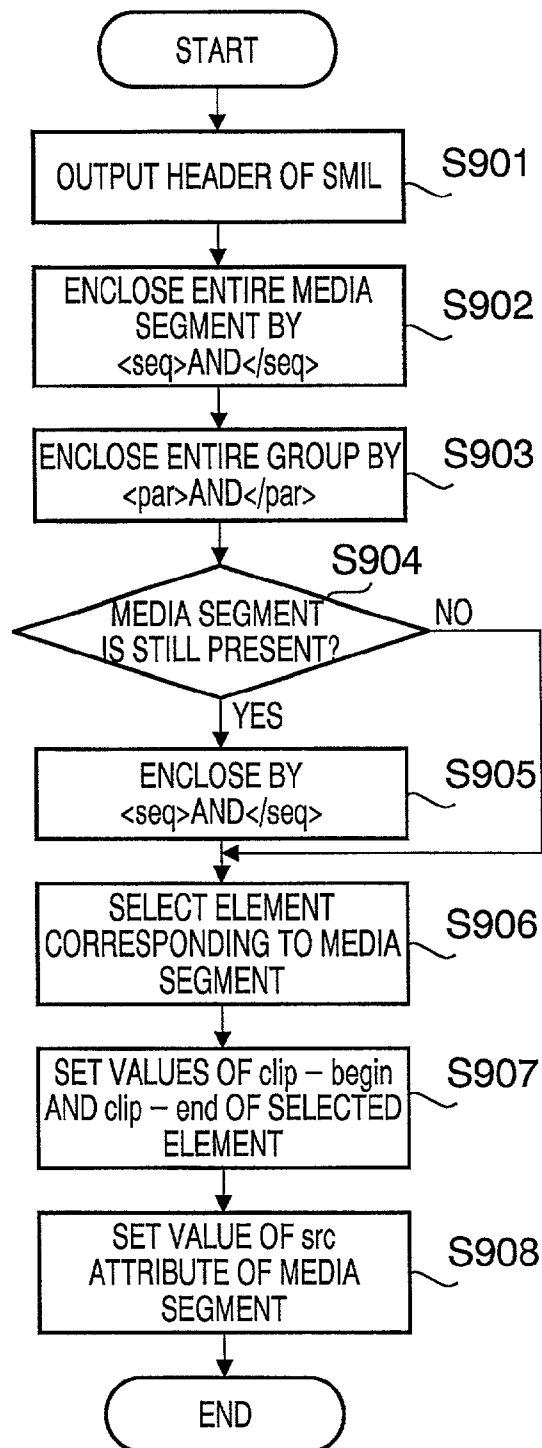 START
OUTPUT HEADER OF SMIL
S901
ENCLOSE ENTIRE MEDIA
SEGMENT BY
<seq>AND</seq>
S902
ENCLOSE ENTIRE GROUP BY
<par>AND</par>
S903
S904
MEDIA SEGMENT
IS STILL PRESENT?
NO
YES
ENCLOSE BY
<seq>AND</seq>
S905
SELECT ELEMENT
CORRESPONDING TO MEDIA
SEGMENT
S906
SET VALUES OF clip – begin
AND clip – end OF SELECTED
ELEMENT
S907
SET VALUE OF src
ATTRIBUTE OF MEDIA
SEGMENT
S908
END